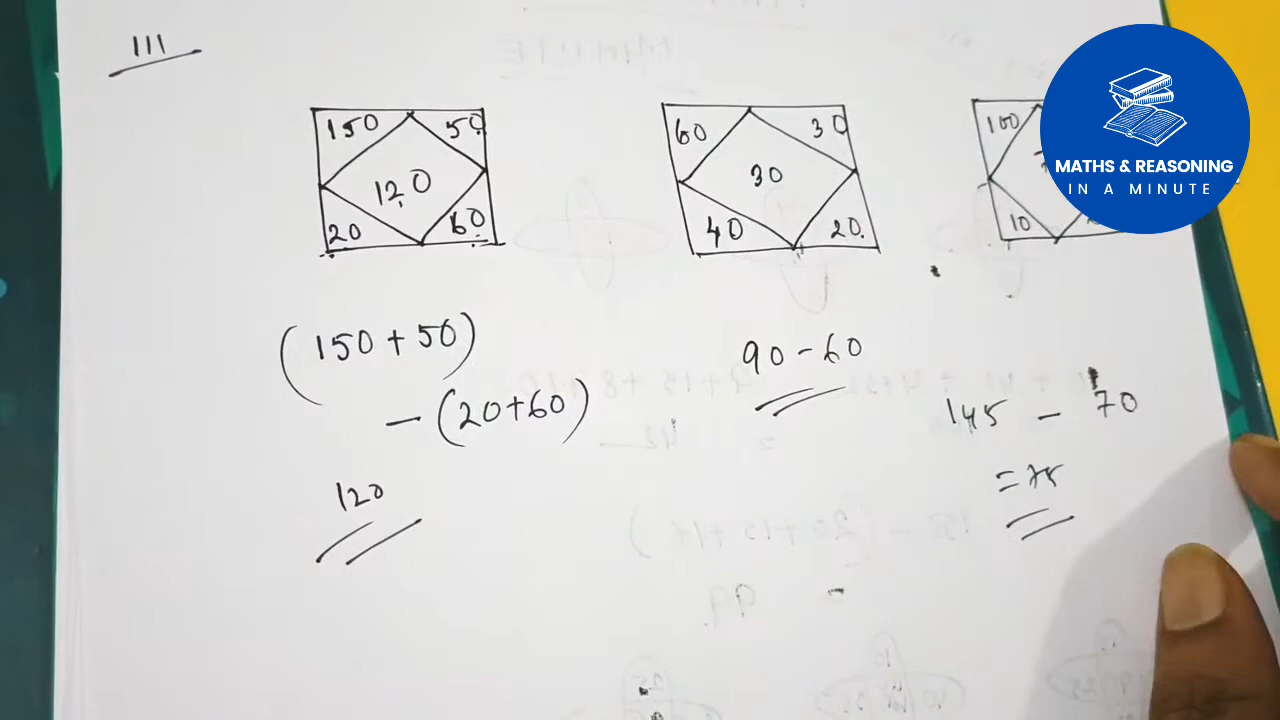 111
150 50
120
20 60
60 30
30
40 20
100
10
(150 + 50)
- (20+60)
120
90 - 60
145 - 70
= 75
MATHS & REASONING
IN A MINUTE